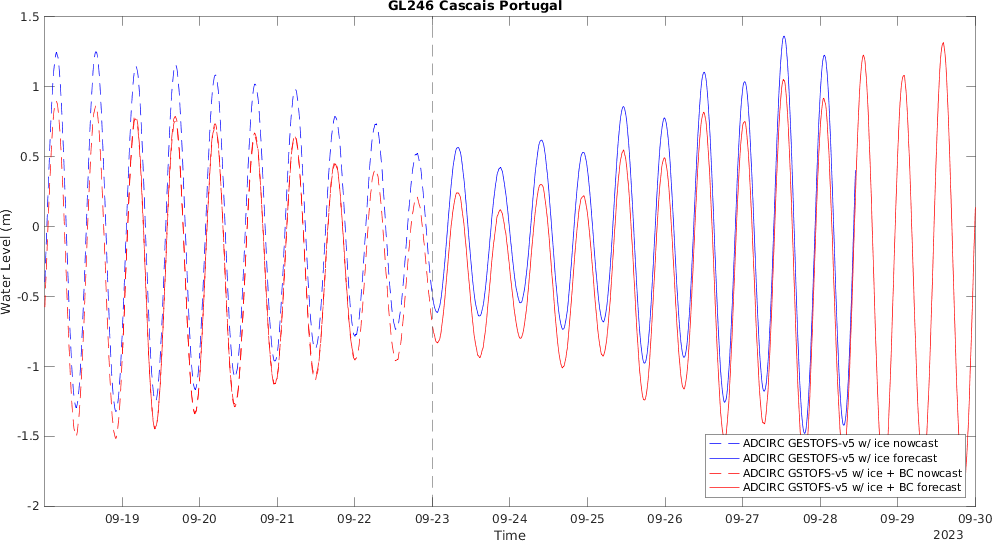 GL246 Cascais Portugal
1.5
1
0.5
0
-0.5
-1
-1.5
-2
Water Level (m)
ADCIRC GESTOFS-v5 w/ ice nowcast
ADCIRC GESTOFS-v5 w/ ice forecast
ADCIRC GSTOFS-v5 w/ ice + BC nowcast
ADCIRC GSTOFS-v5 w/ ice + BC forecast
09-19 09-20 09-21 09-22 09-23 09-24 09-25 09-26 09-27 09-28 09-29 09-30
Time
2023